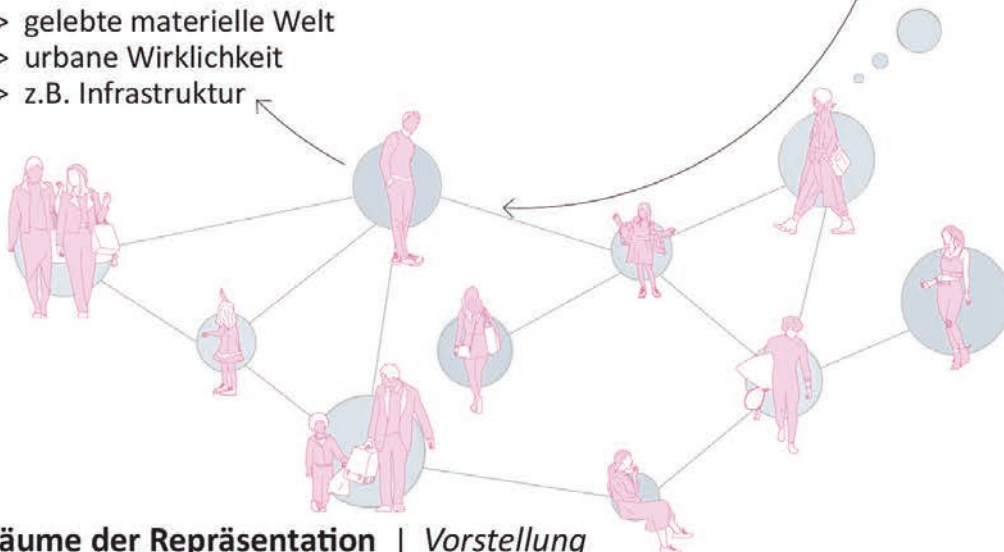 > gelebte materielle Welt
> urbane Wirklichkeit
> z.B. Infrastruktur
äume der Repräsentation | Vorstellung